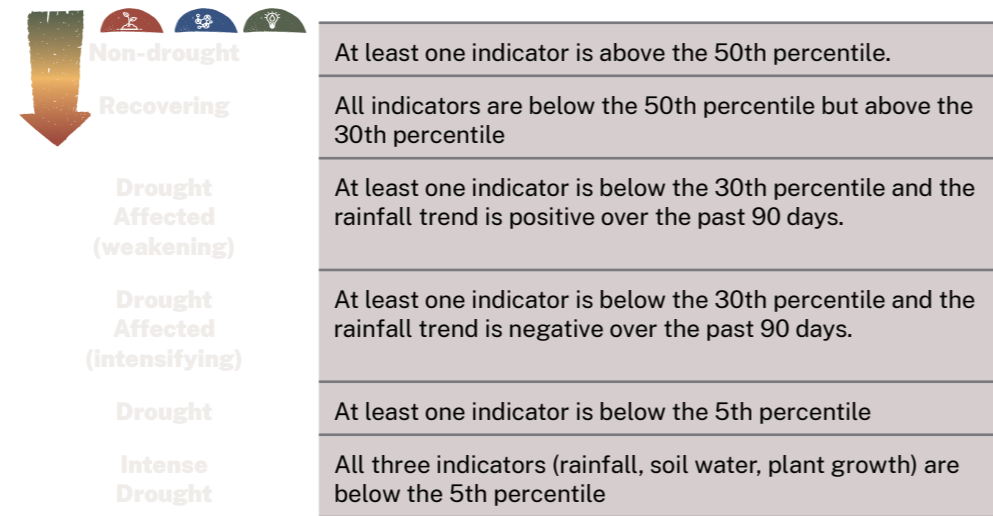 Non-drought
At least one indicator is above the 50th percentile.
Recovering
All indicators are below the 50th percentile but above the
30th percentile
Drought
Affected
(weakening)
At least one indicator is below the 30th percentile and the
rainfall trend is positive over the past 90 days.
Drought
Affected
(intensifying)
At least one indicator is below the 30th percentile and the
rainfall trend is negative over the past 90 days.
Drought
At least one indicator is below the 5th percentile
Intense
Drought
All three indicators (rainfall, soil water, plant growth) are
below the 5th percentile